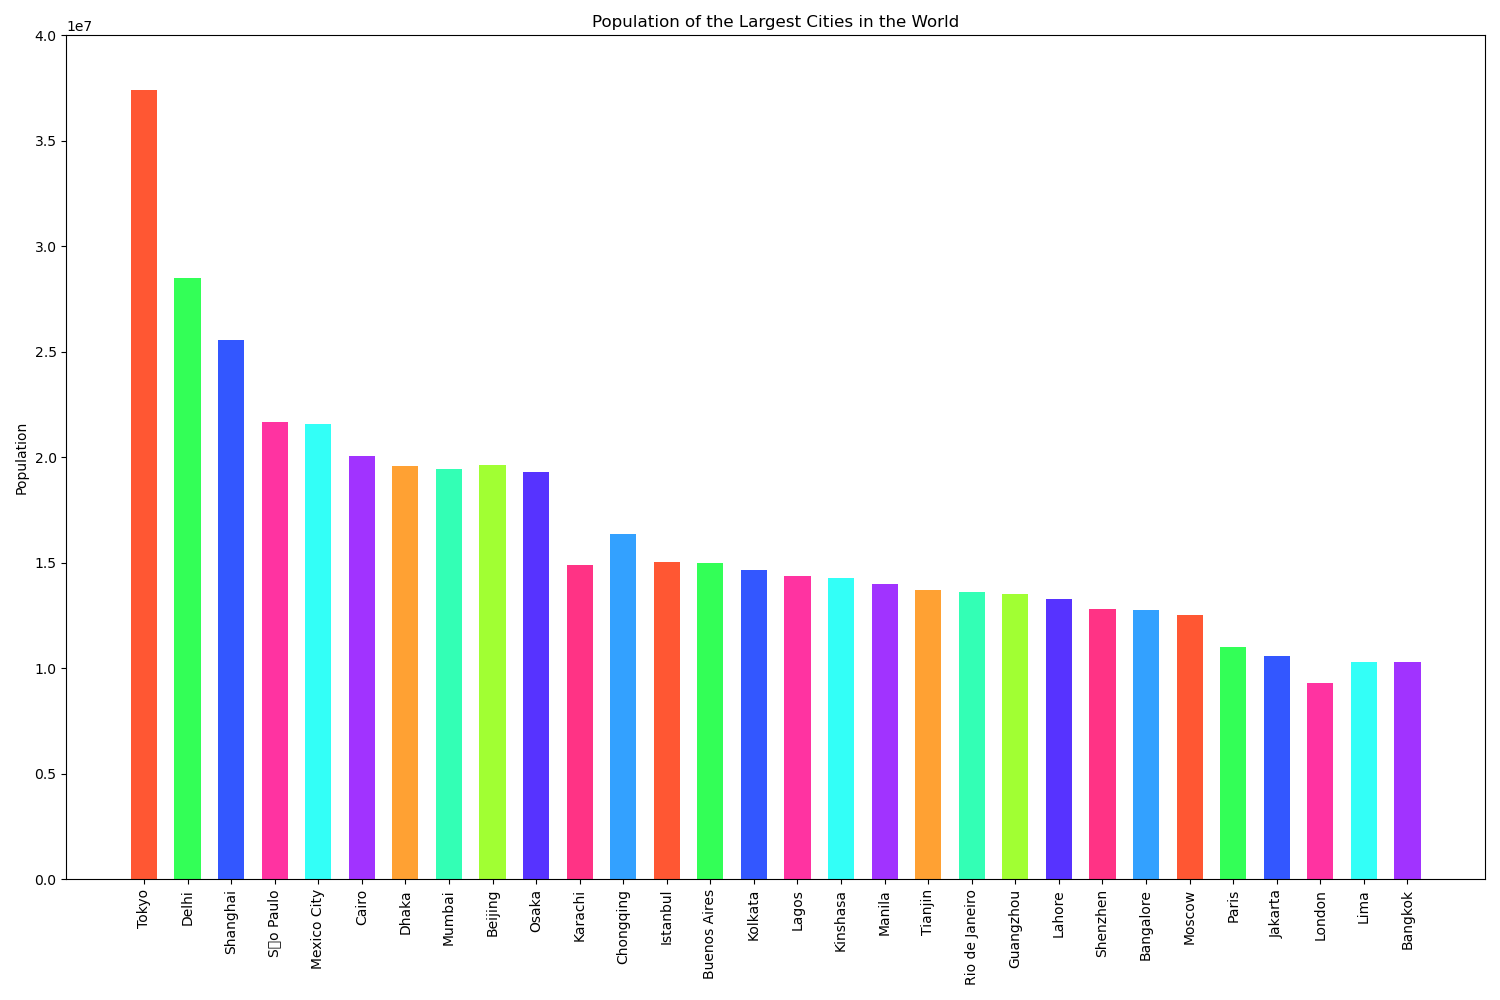 Population of the Largest Cities in the World
1e7
4.0
3.5
3.0
2.5
2.0
1.5
1.0
0.5
0.0
Population
Tokyo
Delhi
Shanghai
S▯o Paulo
Mexico City
Cairo
Dhaka
Mumbai
Beijing
Osaka
Karachi
Chongqing
Istanbul
Buenos Aires
Kolkata
Lagos
Kinshasa
Manila
Tianjin
Rio de Janeiro
Guangzhou
Lahore
Shenzhen
Bangalore
Moscow
Paris
Jakarta
London
Lima
Bangkok